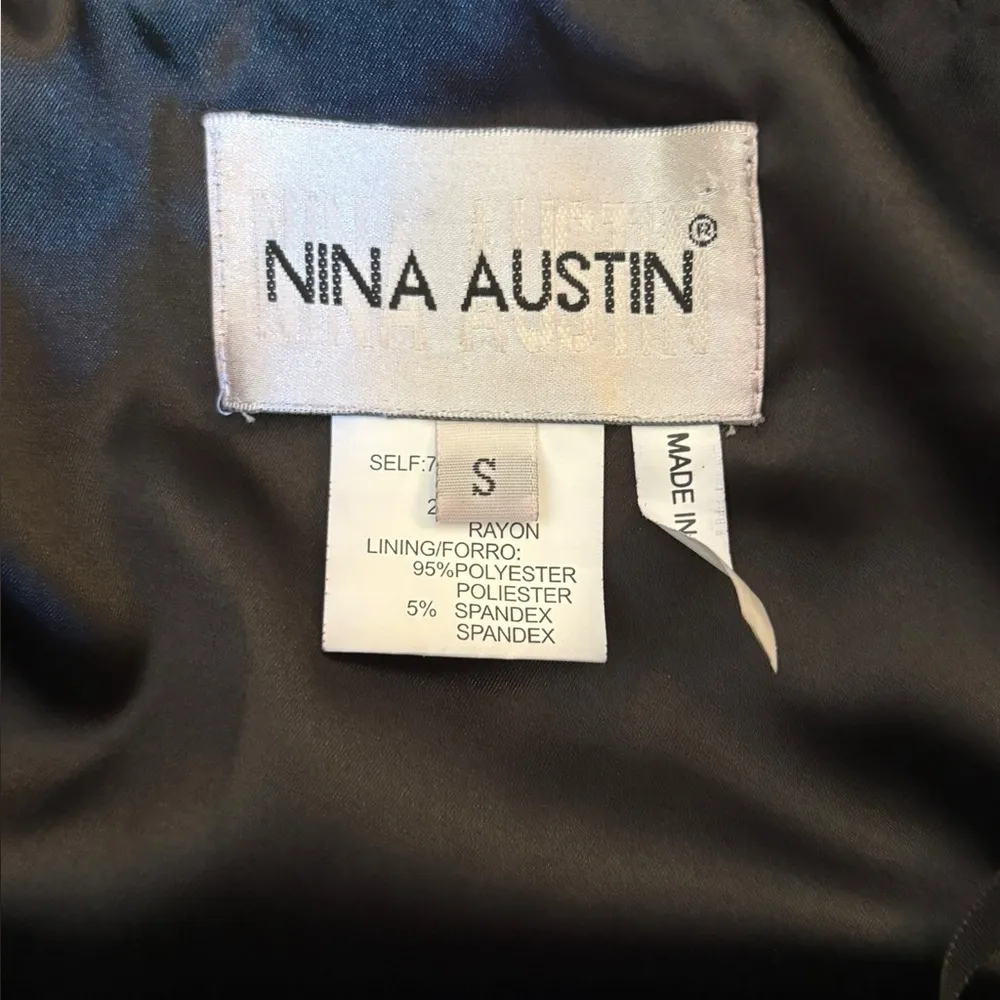 NINA AUSTIN®
S
SELF:7
2
RAYON
LINING/FORRO:
95%POLYESTER
POLIESTER
5% SPANDEX
SPANDEX
MADE IN